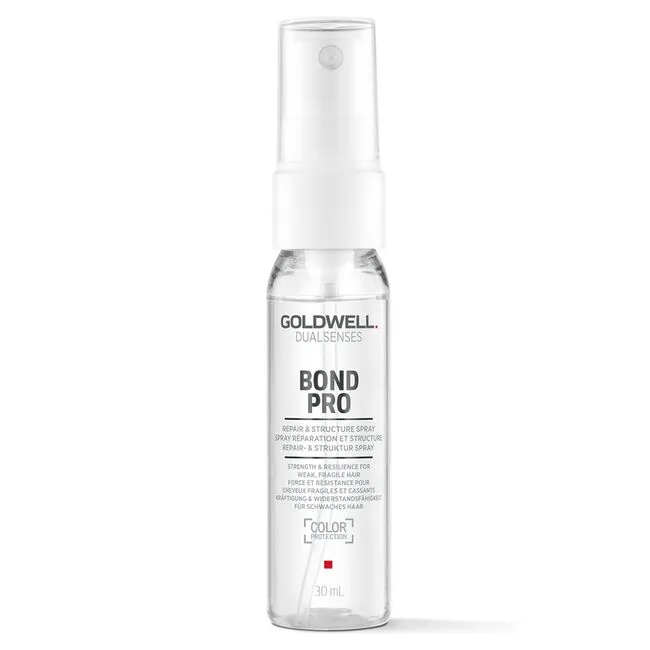 GOLDWELL.
DUALSENSES
BOND
PRO
REPAIR & STRUCTURE SPRAY
SPRAY RÉPARATION ET STRUCTURE
REPAIR- & STRUKTUR SPRAY
STRENGTH & RESILIENCE FOR
WEAK, FRAGILE HAIR
FORCE ET RÉSISTANCE POUR
CHEVEUX FRAGILES ET CASSANTS
KRÄFTIGUNG & WIDERSTANDSFÄHIGKEIT
FÜR SCHWACHES HAAR
COLOR
PROTECTION
30 mL